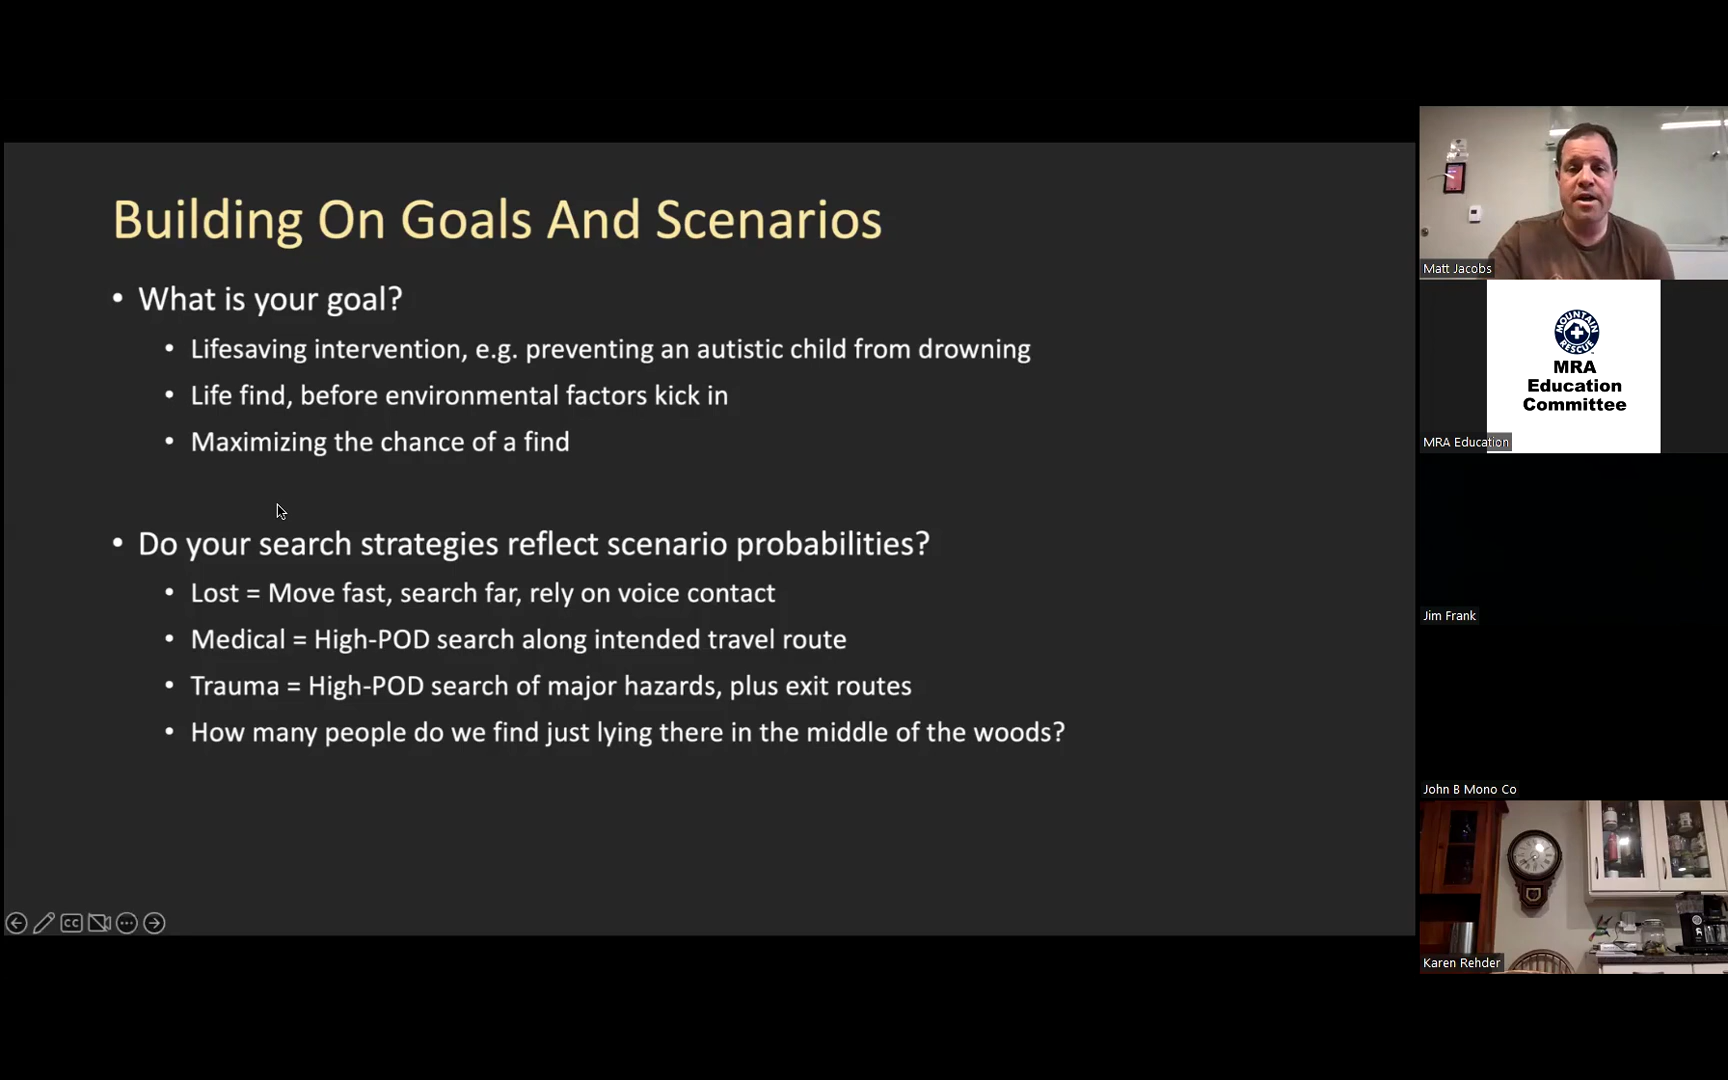 Building On Goals And Scenarios
• What is your goal?
• Lifesaving intervention, e.g. preventing an autistic child from drowning
• Life find, before environmental factors kick in
• Maximizing the chance of a find
• Do your search strategies reflect scenario probabilities?
• Lost = Move fast, search far, rely on voice contact
• Medical = High-POD search along intended travel route
• Trauma = High-POD search of major hazards, plus exit routes
• How many people do we find just lying there in the middle of the woods?
CC
Matt Jacobs
MOUNTAIN
RESCUE
MRA
Education
Committee
MRA Education
Jim Frank
John B Mono Co
Karen Rehder